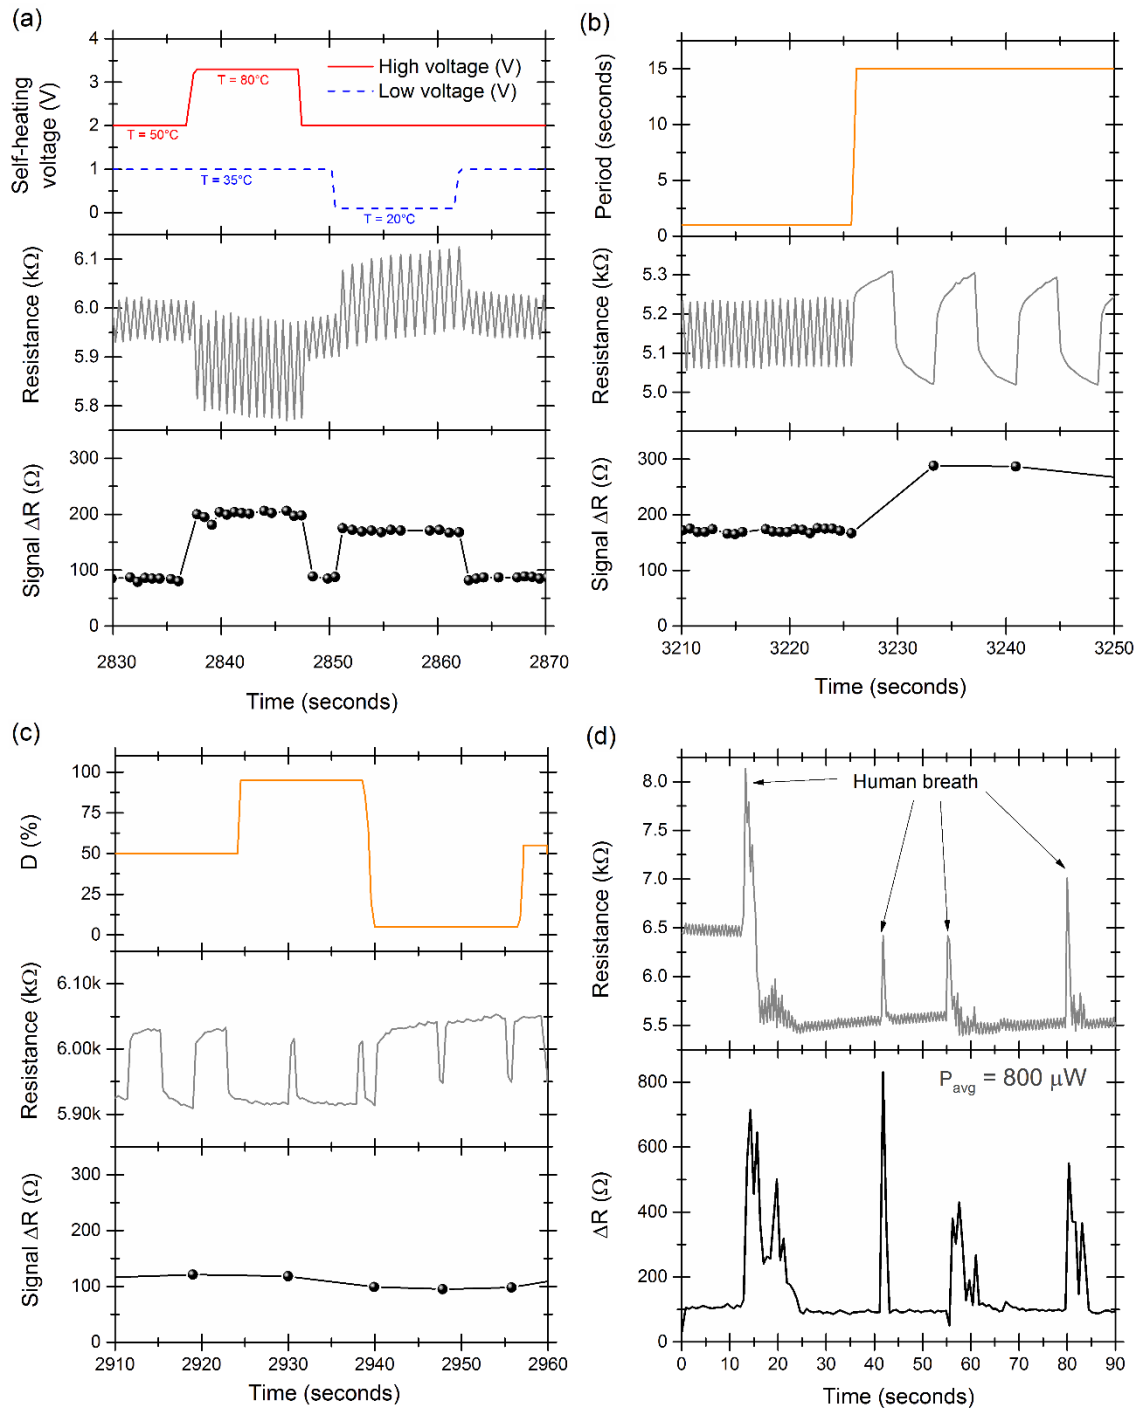 (a)
4
3
2
1
0
Self-heating
voltage (V)
High voltage (V)
Low voltage (V)
T = 80°C
T = 50°C
T = 35°C
T = 20°C
6.1
6.0
5.9
5.8
Resistance (kΩ)
200
100
0
Signal ΔR (Ω)
300
2830 2840 2850 2860 2870
Time (seconds)
(b)
15
10
5
0
Period (seconds)
5.3
5.2
5.1
5.0
Resistance (kΩ)
300
200
100
0
Signal ΔR (Ω)
3210 3220 3230 3240 3250
Time (seconds)
(c)
100
75
50
25
0
D (%)
6.10k
6.00k
5.90k
Resistance (kΩ)
300
200
100
0
Signal ΔR (Ω)
2910 2920 2930 2940 2950 2960
Time (seconds)
(d)
8.0
7.5
7.0
6.5
6.0
5.5
Resistance (kΩ)
Human breath
P_avg = 800 μW
800
600
400
200
0
ΔR (Ω)
0 10 20 30 40 50 60 70 80 90
Time (seconds)